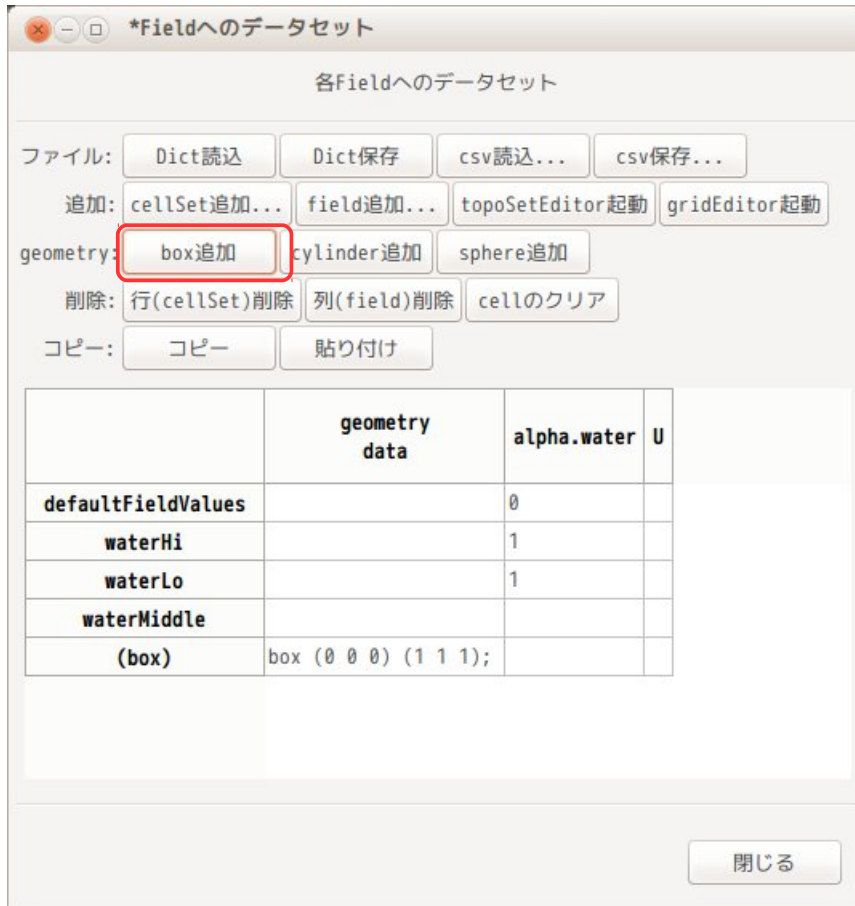 *Fieldへのデータセット
各Fieldへのデータセット
ファイル: Dict読込 Dict保存 csv読込... csv保存...
追加: cellSet追加... field追加... topoSetEditor起動 gridEditor起動
geometry: box追加 cylinder追加 sphere追加
削除: 行(cellSet)削除 列(field)削除 cellのクリア
コピー: コピー 貼り付け
geometry
data alpha.water U
defaultFieldValues 0
waterHi 1
waterLo 1
waterMiddle
(box) box (0 0 0) (1 1 1);
閉じる